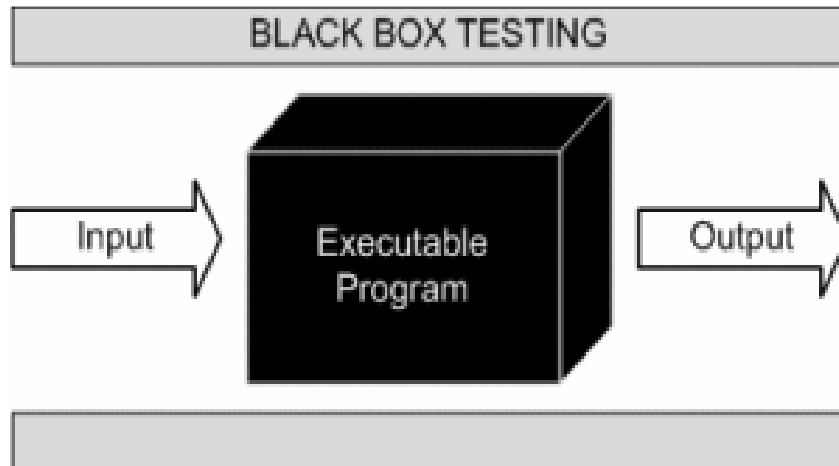 BLACK BOX TESTING
Input
Executable
Program
Output